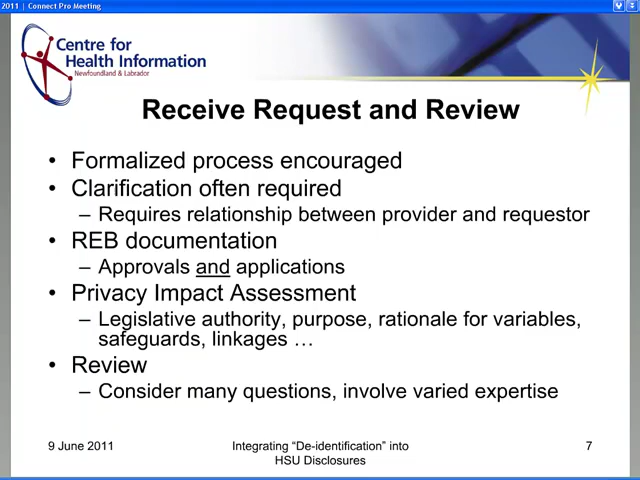 2011 | Connect Pro Meeting
Centre for
Health Information
Newfoundland & Labrador
Receive Request and Review
• Formalized process encouraged
• Clarification often required
– Requires relationship between provider and requestor
• REB documentation
– Approvals and applications
• Privacy Impact Assessment
– Legislative authority, purpose, rationale for variables,
safeguards, linkages …
• Review
– Consider many questions, involve varied expertise
9 June 2011
Integrating “De-identification” into
HSU Disclosures
7